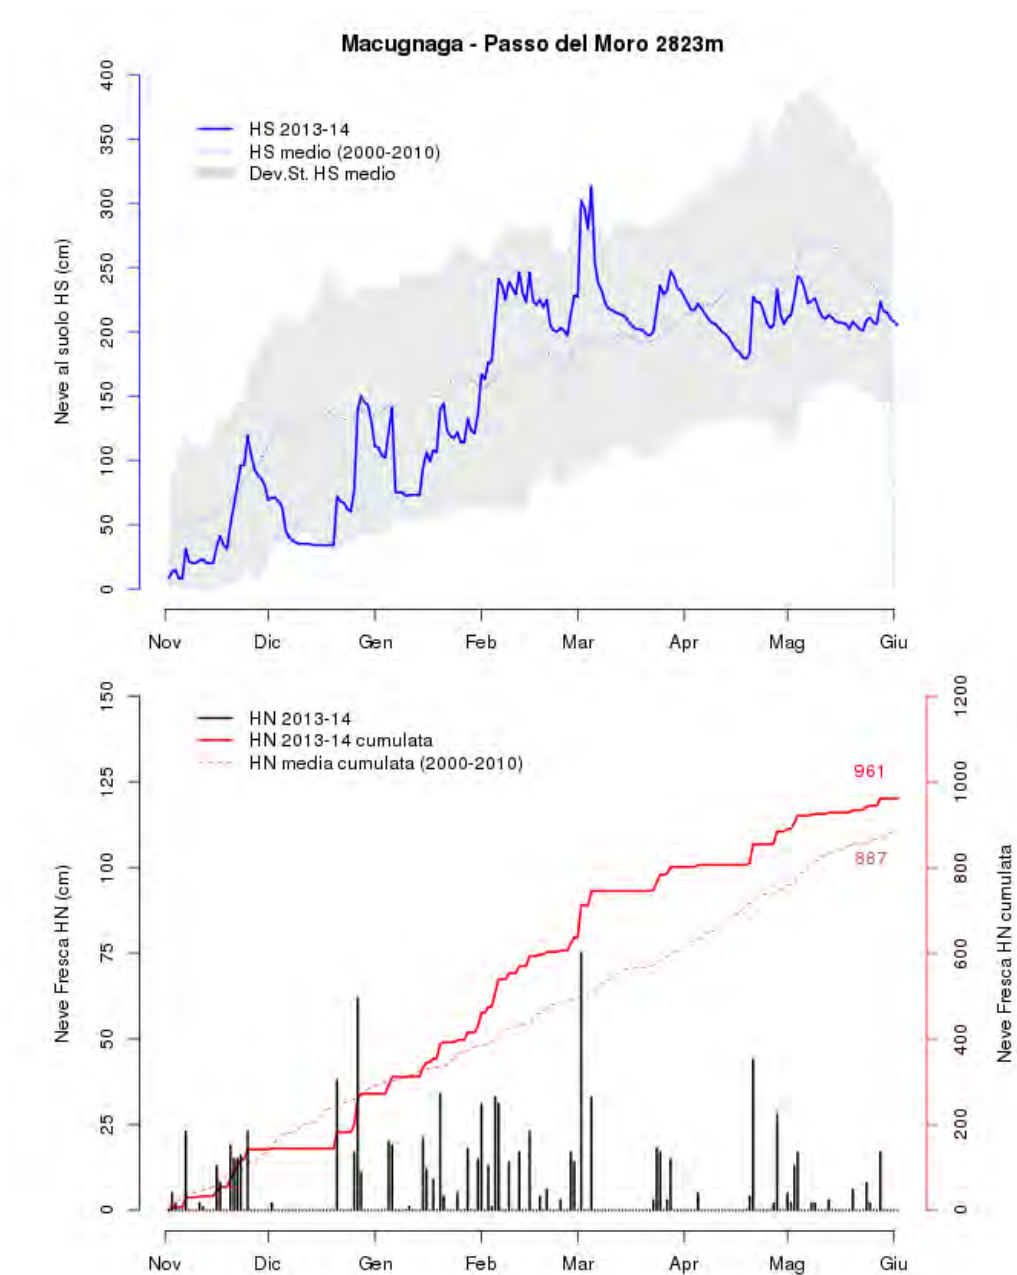 Macugnaga - Passo del Moro 2823m
400
350
300
250
200
150
100
50
0
Neve al suolo HS (cm)
HS 2013-14
HS medio (2000-2010)
Dev.St. HS medio
Nov Dic Gen Feb Mar Apr Mag Giu
150
125
100
75
50
25
0
Neve Fresca HN (cm)
HN 2013-14
HN 2013-14 cumulata
HN media cumulata (2000-2010)
961
887
1200
1000
800
600
400
200
0
Neve Fresca HN cumulata
Nov Dic Gen Feb Mar Apr Mag Giu